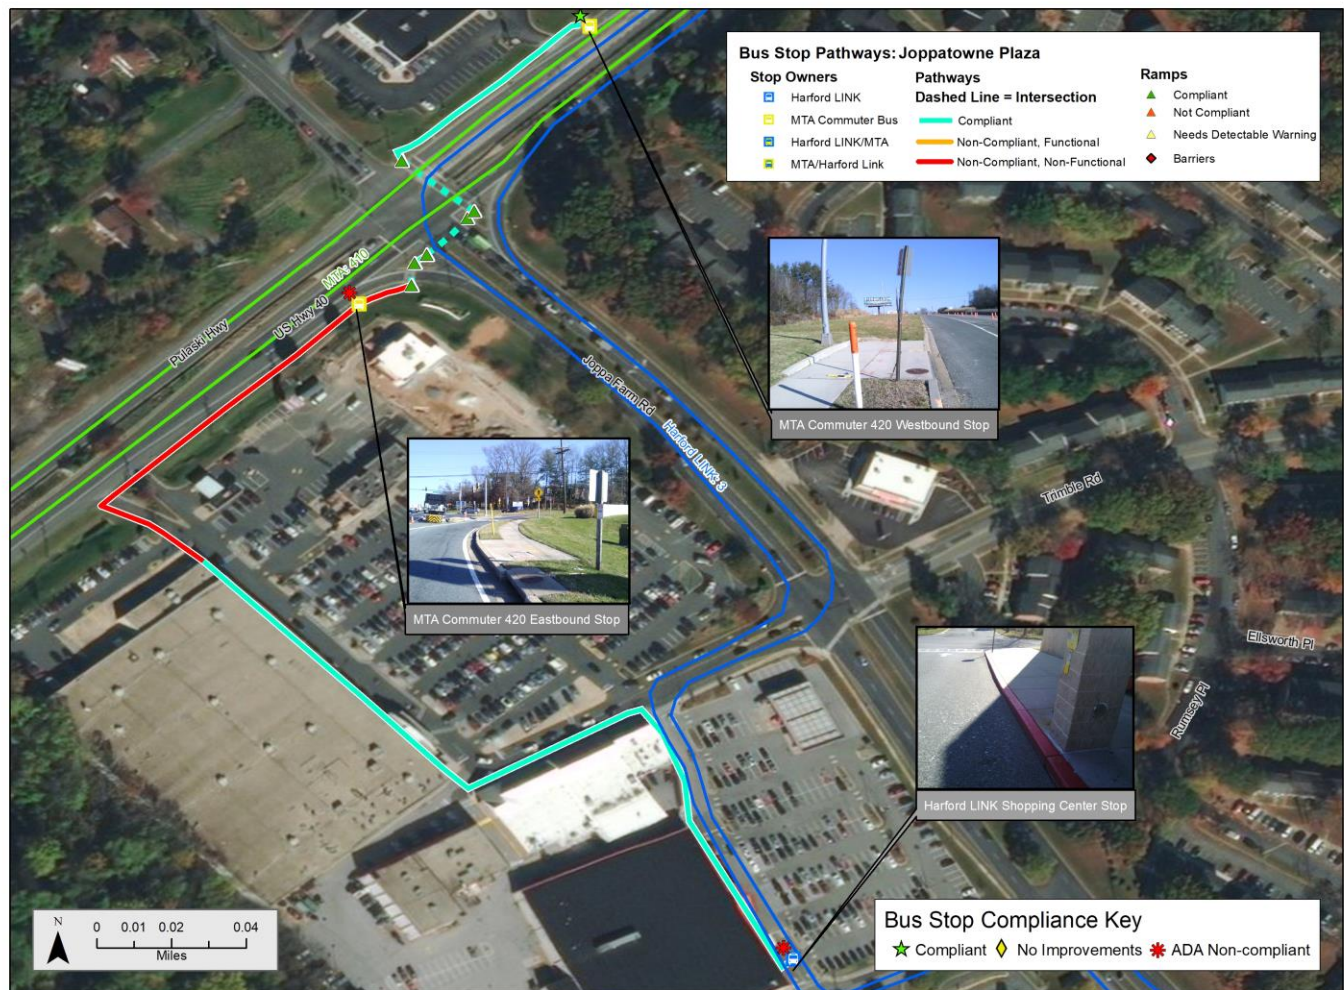 Bus Stop Pathways: Joppatowne Plaza
Stop Owners
Harford LINK
MTA Commuter Bus
Harford LINK/MTA
MTA/Harford Link
Pathways
Dashed Line = Intersection
Compliant
Non-Compliant, Functional
Non-Compliant, Non-Functional
Ramps
Compliant
Not Compliant
Needs Detectable Warning
Barriers
MTA: 410
US Hwy 40
Pulaski Hwy
Joppa Farm Rd
Harford LINK: 3
MTA Commuter 420 Westbound Stop
Trimble Rd
MTA Commuter 420 Eastbound Stop
Ellsworth Pl
Rumsey Pl
Harford LINK Shopping Center Stop
N
0 0.01 0.02 0.04
Miles
Bus Stop Compliance Key
Compliant No Improvements ADA Non-compliant